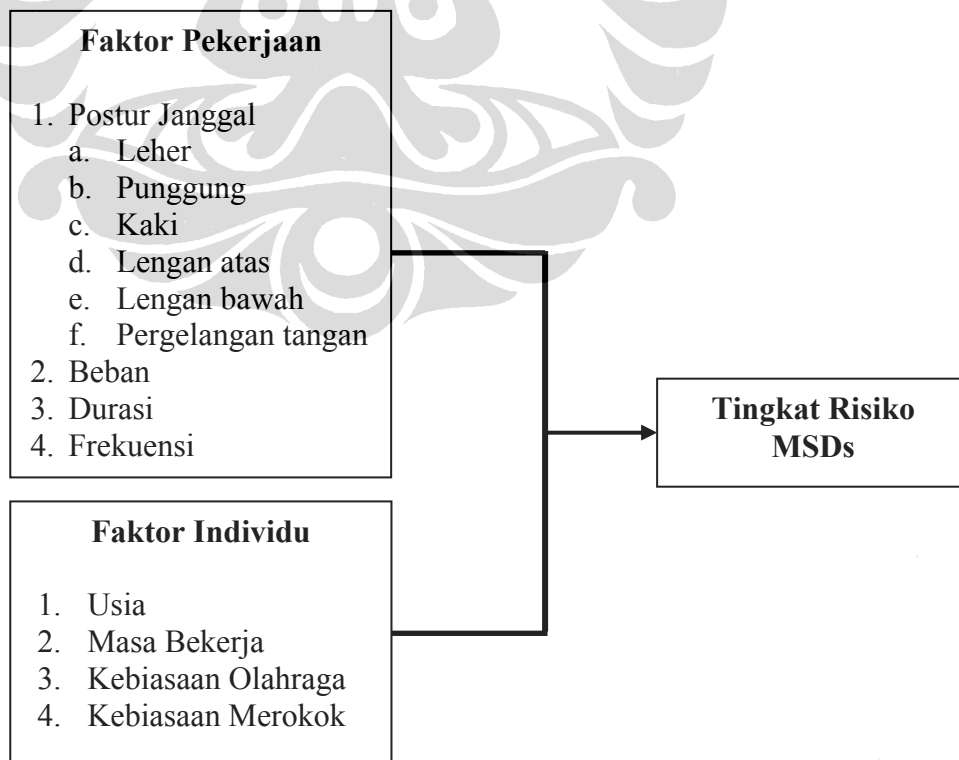 Faktor Pekerjaan
1. Postur Janggal
a. Leher
b. Punggung
c. Kaki
d. Lengan atas
e. Lengan bawah
f. Pergelangan tangan
2. Beban
3. Durasi
4. Frekuensi
Tingkat Risiko
MSDs
Faktor Individu
1. Usia
2. Masa Bekerja
3. Kebiasaan Olahraga
4. Kebiasaan Merokok